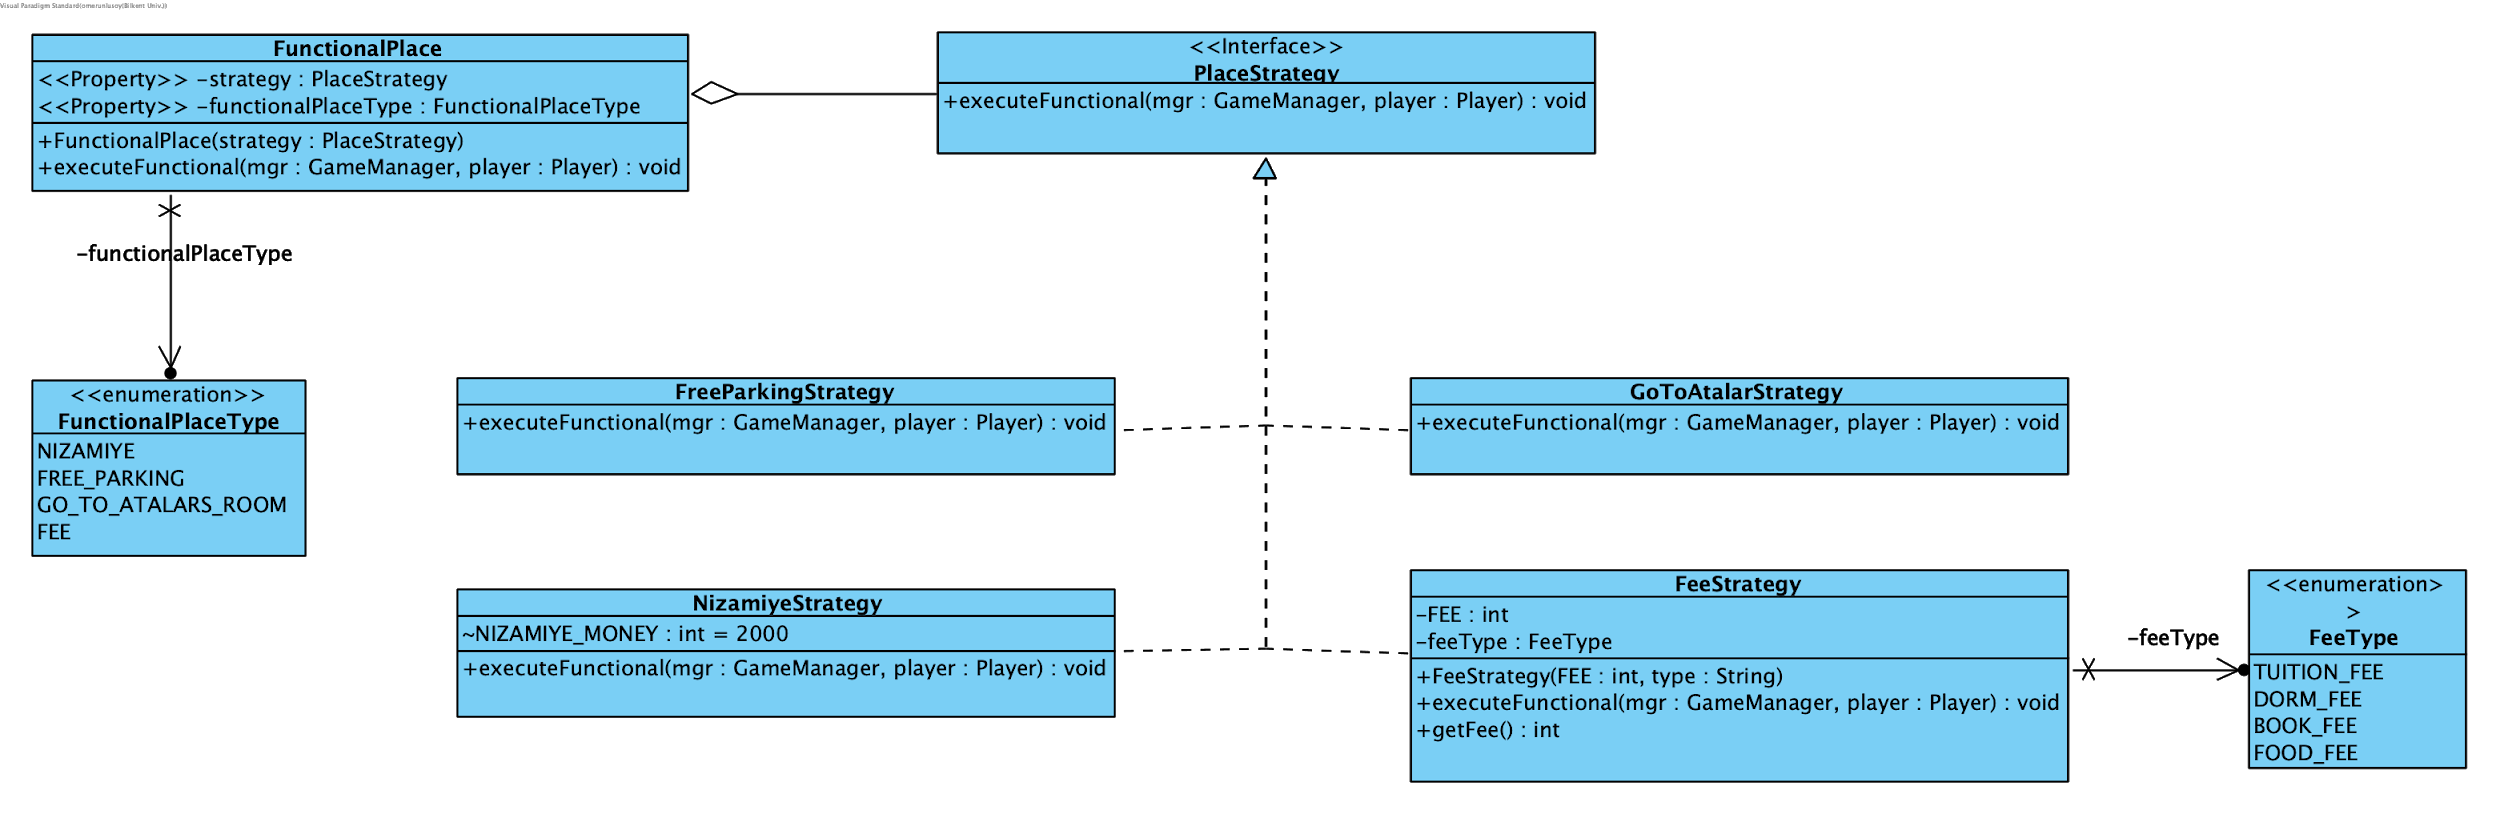 Visual Paradigm Standard(omerunlusoy(Bilkent Univ.))
FunctionalPlace
<<Property>> -strategy : PlaceStrategy
<<Property>> -functionalPlaceType : FunctionalPlaceType
+FunctionalPlace(strategy : PlaceStrategy)
+executeFunctional(mgr : GameManager, player : Player) : void
<<Interface>>
PlaceStrategy
+executeFunctional(mgr : GameManager, player : Player) : void
-functionalPlaceType
<<enumeration>>
FunctionalPlaceType
NIZAMIYE
FREE_PARKING
GO_TO_ATALARS_ROOM
FEE
FreeParkingStrategy
+executeFunctional(mgr : GameManager, player : Player) : void
GoToAtalarStrategy
+executeFunctional(mgr : GameManager, player : Player) : void
NizamiyeStrategy
~NIZAMIYE_MONEY : int = 2000
+executeFunctional(mgr : GameManager, player : Player) : void
FeeStrategy
-FEE : int
-feeType : FeeType
+FeeStrategy(FEE : int, type : String)
+executeFunctional(mgr : GameManager, player : Player) : void
+getFee() : int
-feeType
<<enumeration>
>
FeeType
TUITION_FEE
DORM_FEE
BOOK_FEE
FOOD_FEE